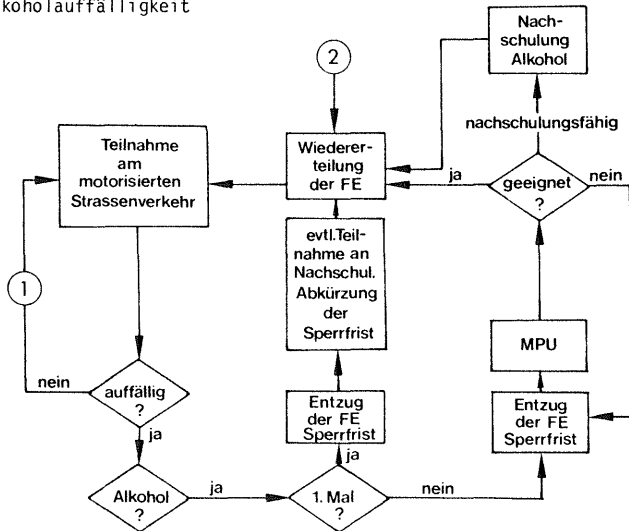 koholauffälligkeit
2
Nach-
schulung
Alkohol
nachschulungsfähig
Teilnahme
am
motorisierten
Strassenverkehr
Wiederer-
teilung
der FE
ja
geeignet
?
nein
1
evtl.Teil-
nahme an
Nachschul.
Abkürzung
der
Sperrfrist
MPU
nein
auffällig
?
ja
Entzug
der FE
Sperrfrist
Entzug
der FE
Sperrfrist
ja
Alkohol
?
ja
1. Mal
?
nein